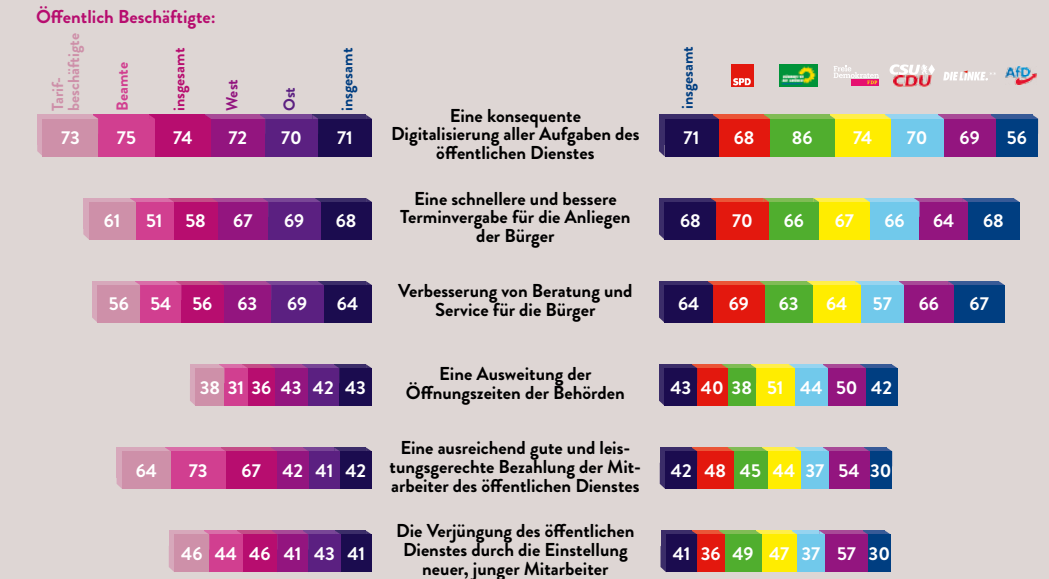 Öffentlich Beschäftigte:
Tarif-
beschäftigte
Beamte
insgesamt
West
Ost
insgesamt
insgesamt
SPD
Freie
Demokraten
FDP
CSU
CDU
DIE LINKE.
AfD
73 75 74 72 70 71
Eine konsequente
Digitalisierung aller Aufgaben des
öffentlichen Dienstes
71 68 86 74 70 69 56
61 51 58 67 69 68
Eine schnellere und bessere
Terminvergabe für die Anliegen
der Bürger
68 70 66 67 66 64 68
56 54 56 63 69 64
Verbesserung von Beratung und
Service für die Bürger
64 69 63 64 57 66 67
38 31 36 43 42 43
Eine Ausweitung der
Öffnungszeiten der Behörden
43 40 38 51 44 50 42
64 73 67 42 41 42
Eine ausreichend gute und leis-
tungsgerechte Bezahlung der Mit-
arbeiter des öffentlichen Dienstes
42 48 45 44 37 54 30
46 44 46 41 43 41
Die Verjüngung des öffentlichen
Dienstes durch die Einstellung
neuer, junger Mitarbeiter
41 36 49 47 37 57 30